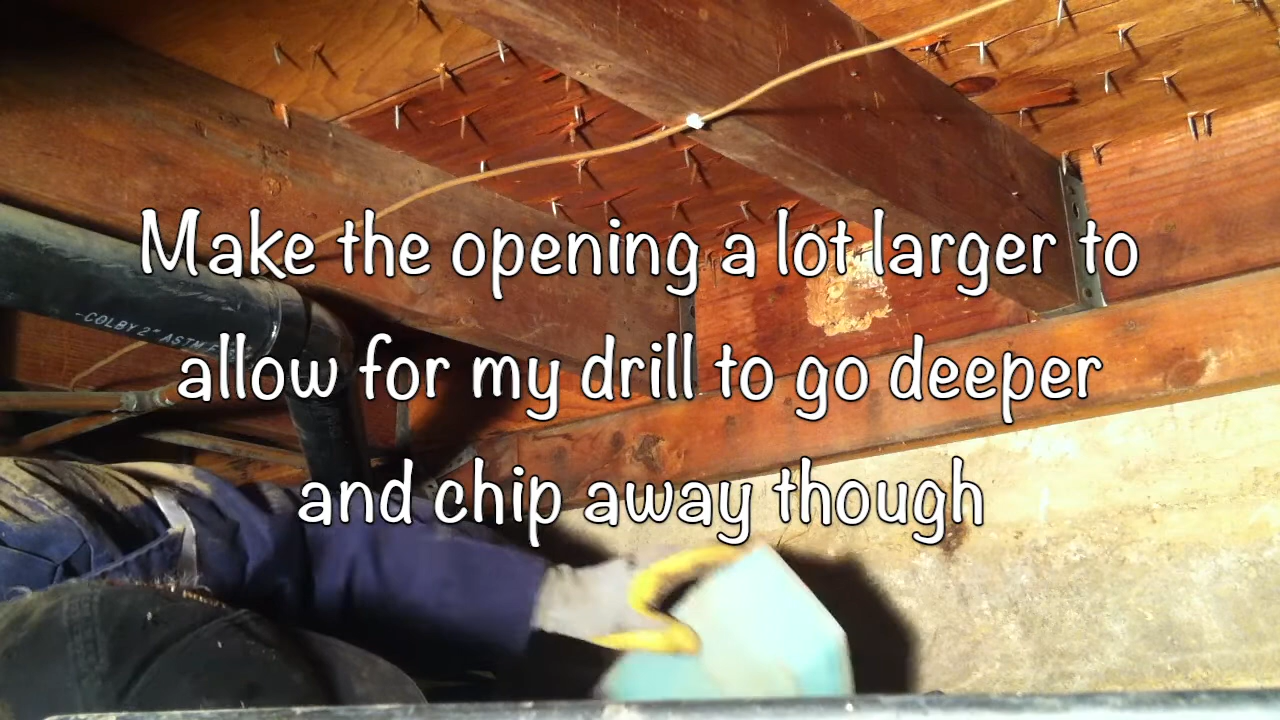 Make the opening a lot larger to
allow for my drill to go deeper
and chip away though
-COLBY 2" ASTM